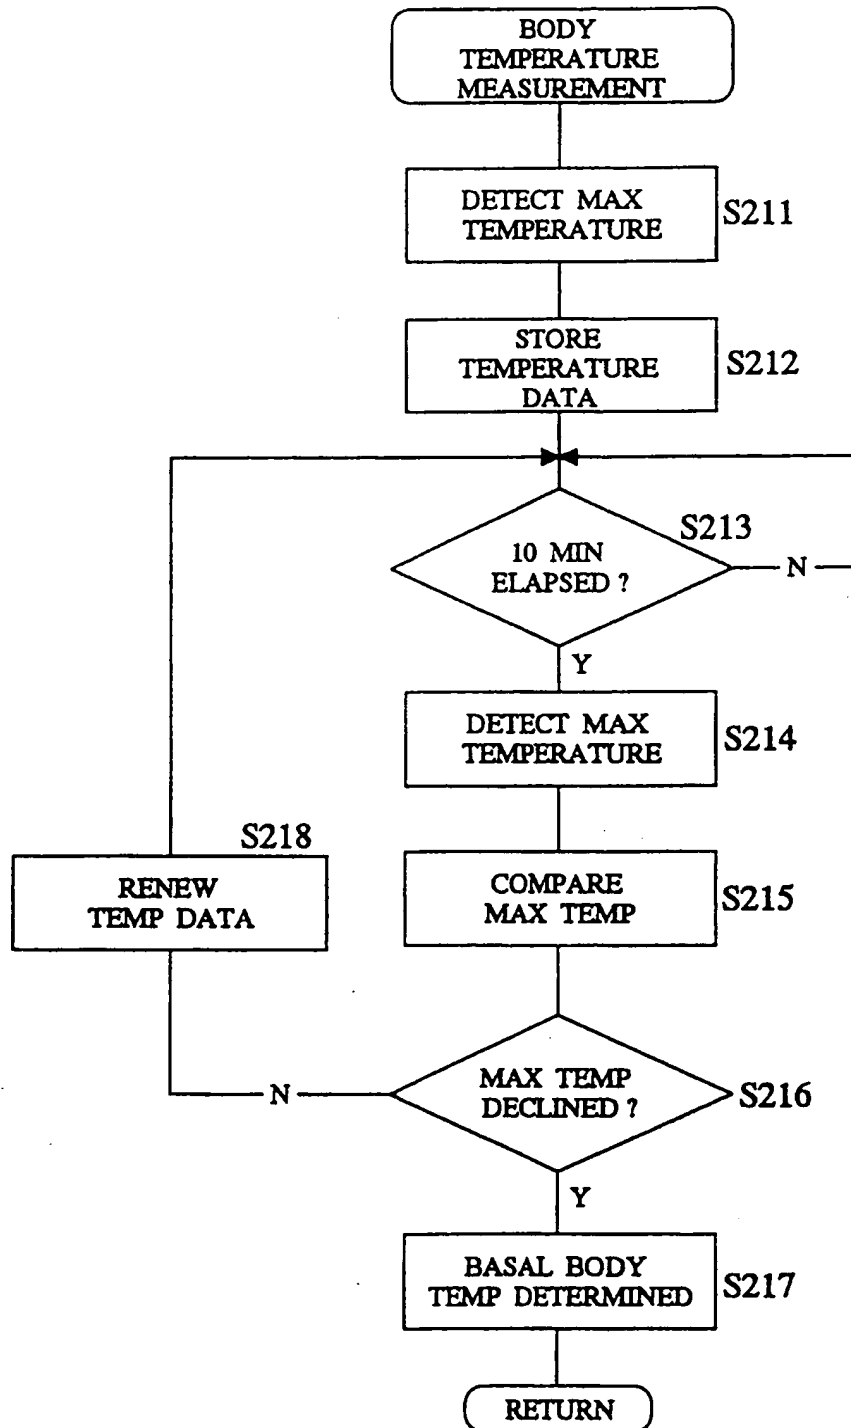 BODY
TEMPERATURE
MEASUREMENT
DETECT MAX
TEMPERATURE
S211
STORE
TEMPERATURE
DATA
S212
S213
10 MIN
ELAPSED ?
N
Y
DETECT MAX
TEMPERATURE
S214
S218
RENEW
TEMP DATA
COMPARE
MAX TEMP
S215
N
MAX TEMP
DECLINED ?
S216
Y
BASAL BODY
TEMP DETERMINED
S217
RETURN